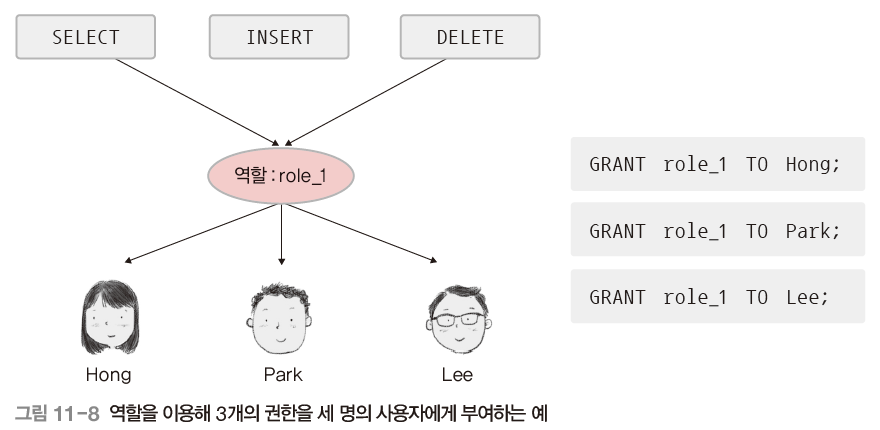 SELECT
INSERT
DELETE
역할 : role_1
GRANT role_1 TO Hong;
GRANT role_1 TO Park;
GRANT role_1 TO Lee;
Hong
Park
Lee
그림 11-8 역할을 이용해 3개의 권한을 세 명의 사용자에게 부여하는 예